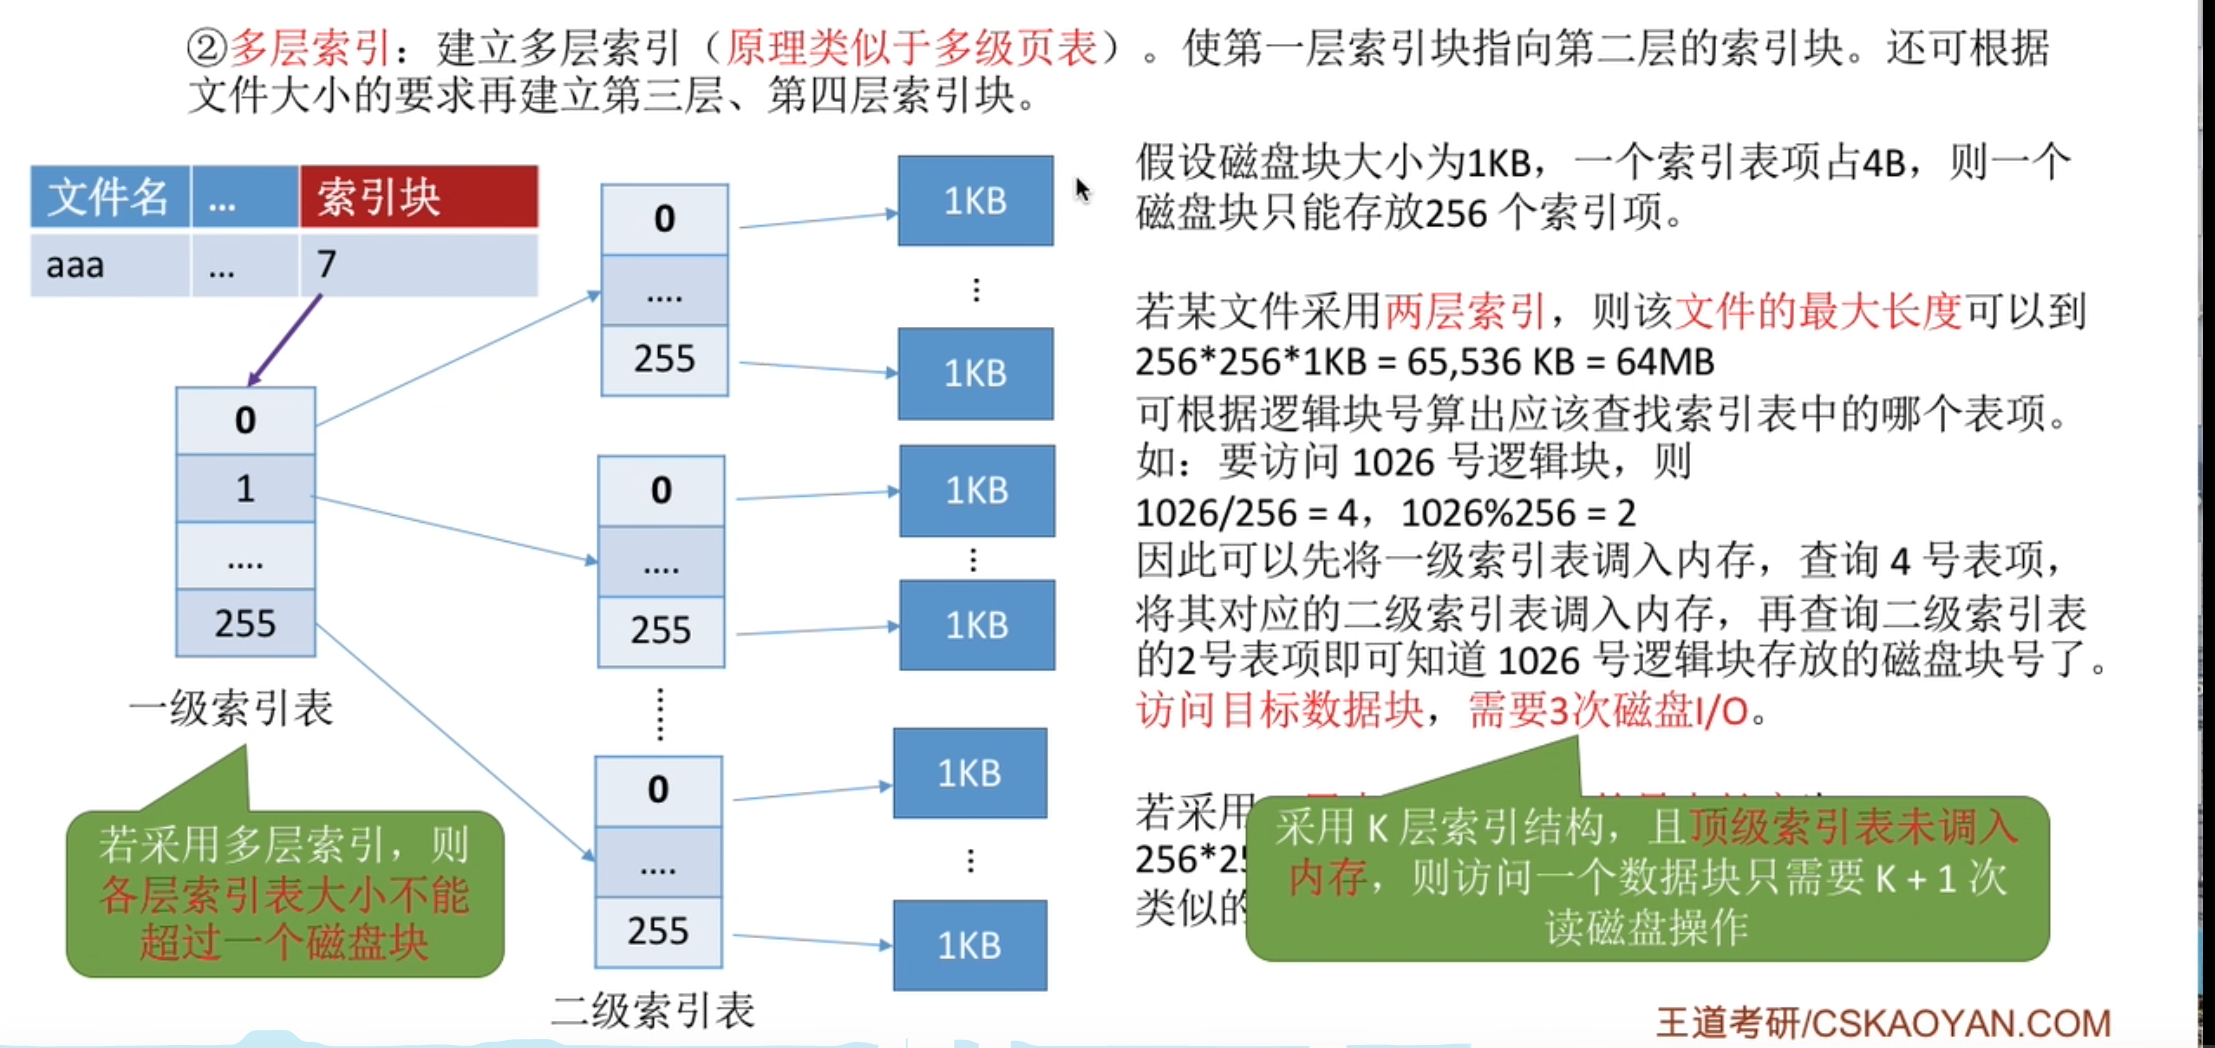 ②多层索引：建立多层索引（原理类似于多级页表）。使第一层索引块指向第二层的索引块。还可根据
文件大小的要求再建立第三层、第四层索引块。
文件名 ... 索引块
aaa ... 7
0
1
....
255
一级索引表
若采用多层索引，则
各层索引表大小不能
超过一个磁盘块
0
....
255
0
....
255
0
....
255
二级索引表
1KB
1KB
1KB
1KB
1KB
1KB
假设磁盘块大小为1KB，一个索引表项占4B，则一个
磁盘块只能存放256 个索引项。
若某文件采用两层索引，则该文件的最大长度可以到
256*256*1KB = 65,536 KB = 64MB
可根据逻辑块号算出应该查找索引表中的哪个表项。
如：要访问 1026 号逻辑块，则
1026/256 = 4，1026%256 = 2
因此可以先将一级索引表调入内存，查询 4 号表项，
将其对应的二级索引表调入内存，再查询二级索引表
的2号表项即可知道 1026 号逻辑块存放的磁盘块号了。
访问目标数据块，需要3次磁盘I/O。
若采用
256*2
类似的
采用 K 层索引结构，且顶级索引表未调入
内存，则访问一个数据块只需要 K + 1 次
读磁盘操作
王道考研/CSKAOYAN.COM